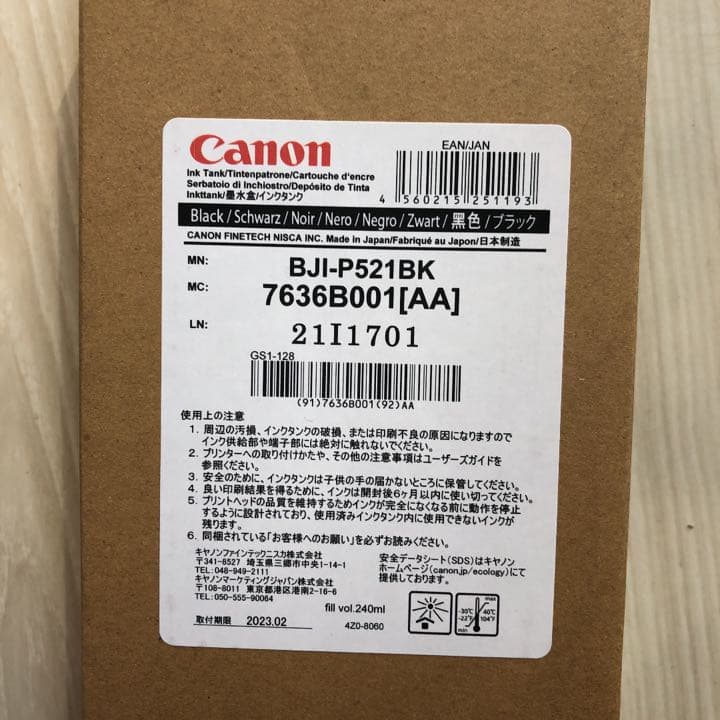 Canon
EAN/JAN
Ink Tank/Tintenpatrone/Cartouche d'encre
Serbatoio di Inchiostro/Depósito de Tinta
Inkttank/墨水盒/インクタンク
4 560215 251193
Black / Schwarz / Noir / Nero / Negro / Zwart / 黑色 / ブラック
CANON FINETECH NISCA INC. Made in Japan/Fabriqué au Japon/日本制造
MN: BJI-P521BK
MC: 7636B001[AA]
LN: 21I1701
GS1-128
(91)7636B001(92)AA
使用上の注意
1. 周辺の汚損、インクタンクの破損、または印刷不良の原因になりますので
インク供給部や端子部には絶対に触れないでください。
2. プリンターへの取り付けかたや、その他の注意事項はユーザーズガイドを
参照ください。
3. 安全のために、インクタンクは子供の手の届かないところに保管してください。
4. 良い印刷結果を得るために、インクは開封後6ヶ月以内に使い切ってください。
5. プリントヘッドの品質を維持するためインクが完全になくなる前に動作を停止
するように設計されており、使用済みインクタンク内に使用できないインクが
残ります。
6. 同梱されている「お客様へのお願い」を必ずお読みください。
キヤノンファインテックニスカ株式会社
〒341-8527 埼玉県三郷市中央1-14-1
TEL:048-949-2111
キヤノンマーケティングジャパン株式会社
〒108-8011 東京都港区港南2-16-6
TEL:050-555-90064
安全データシート(SDS)はキヤノン
ホームページ(canon.jp/ecology)にて
提供しております。
fill vol.240ml
取付期限 2023.02
4Z0-8060
max
-30℃
-22°F
40℃
104°F
min